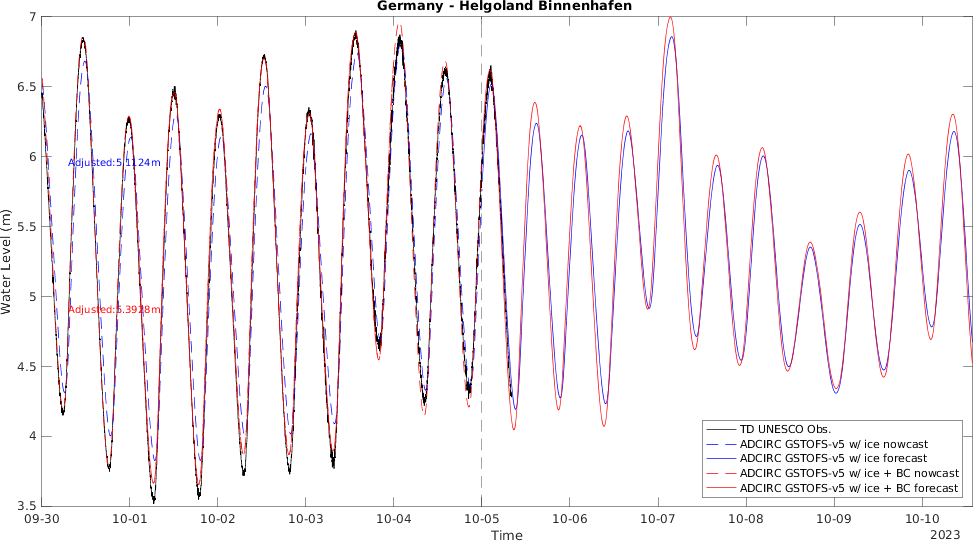 Germany - Helgoland Binnenhafen
7
6.5
6
5.5
5
4.5
4
3.5
Water Level (m)
Adjusted:5.1124m
Adjusted:5.3928m
TD UNESCO Obs.
ADCIRC GSTOFS-v5 w/ ice nowcast
ADCIRC GSTOFS-v5 w/ ice forecast
ADCIRC GSTOFS-v5 w/ ice + BC nowcast
ADCIRC GSTOFS-v5 w/ ice + BC forecast
09-30 10-01 10-02 10-03 10-04 10-05 10-06 10-07 10-08 10-09 10-10
Time
2023